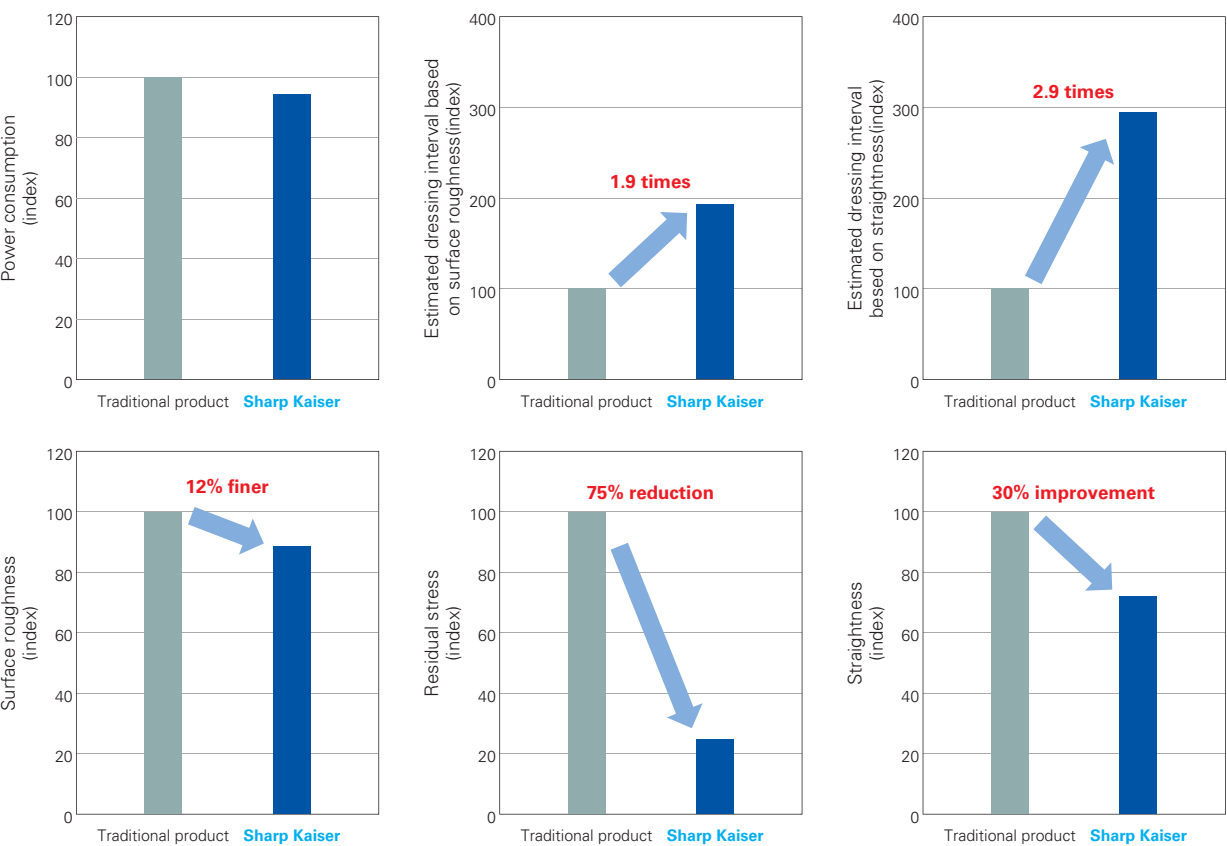 Power consumption
(index)
120
100
80
60
40
20
0
Traditional product Sharp Kaiser
Estimated dressing interval based
on surface roughness(index)
400
300
200
100
0
1.9 times
Traditional product Sharp Kaiser
Estimated dressing interval
besed on straightness(index)
400
300
200
100
0
2.9 times
Traditional product Sharp Kaiser
Surface roughness
(index)
120
100
80
60
40
20
0
12% finer
Traditional product Sharp Kaiser
Residual stress
(index)
120
100
80
60
40
20
0
75% reduction
Traditional product Sharp Kaiser
Straightness
(index)
120
100
80
60
40
20
0
30% improvement
Traditional product Sharp Kaiser